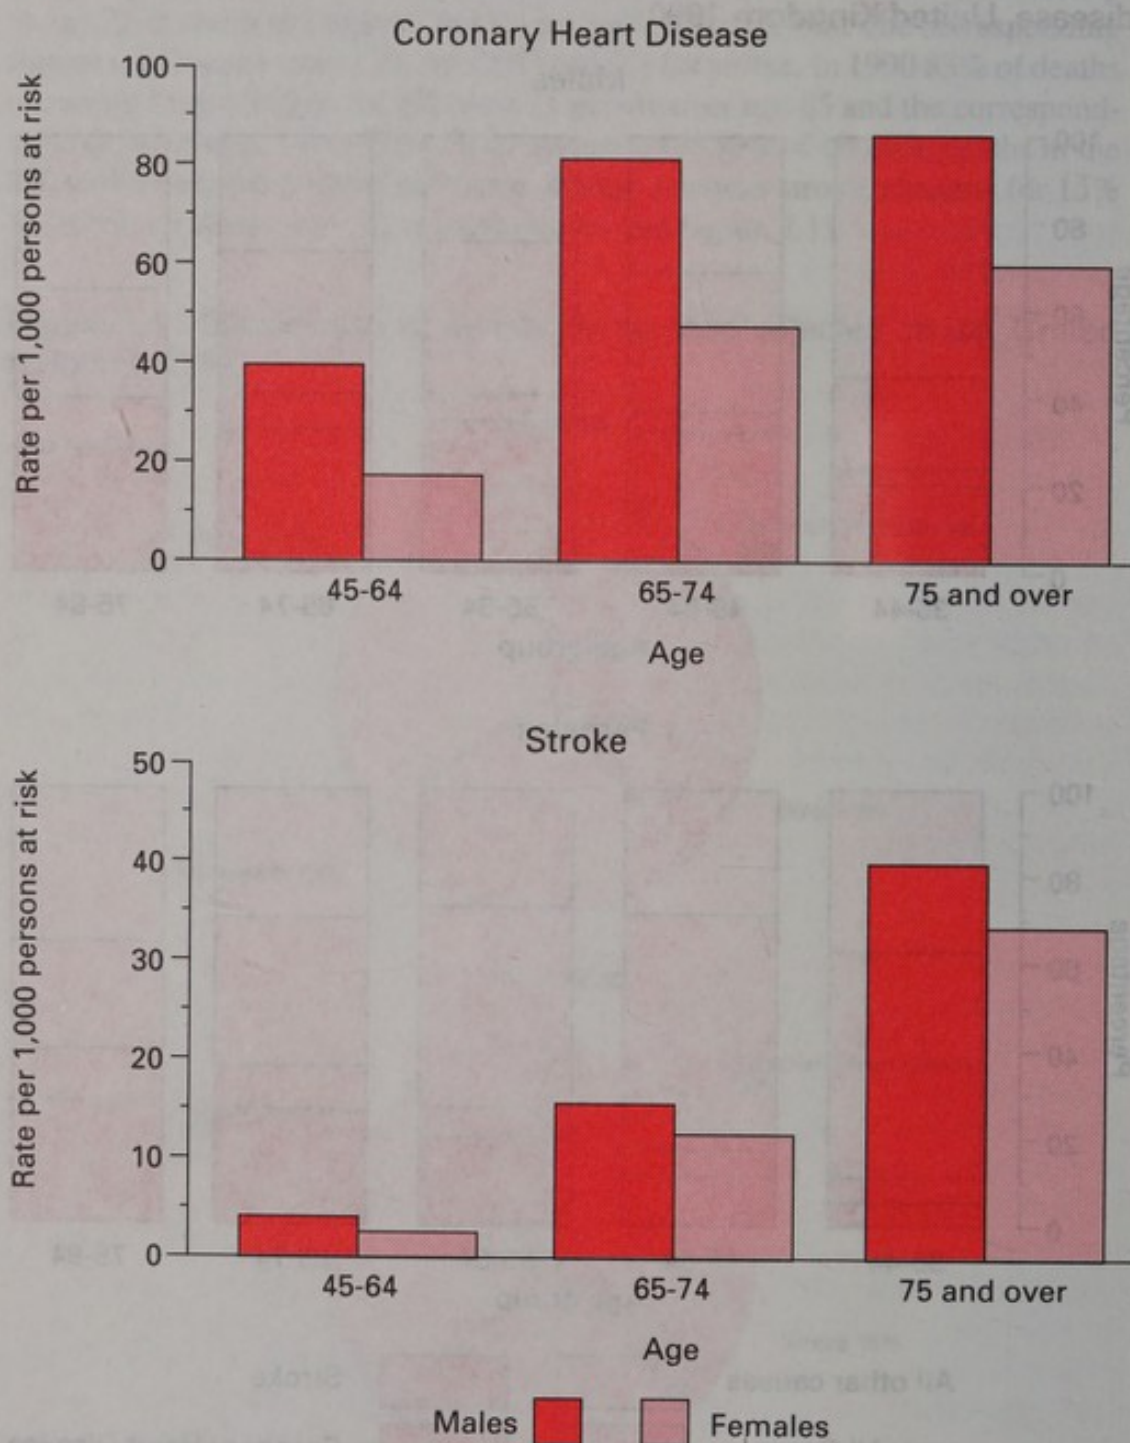 Coronary Heart Disease
Rate per 1,000 persons at risk
100
80
60
40
20
0
45-64
65-74
75 and over
Age
Stroke
Rate per 1,000 persons at risk
50
40
30
20
10
0
45-64
65-74
75 and over
Age
Males
Females